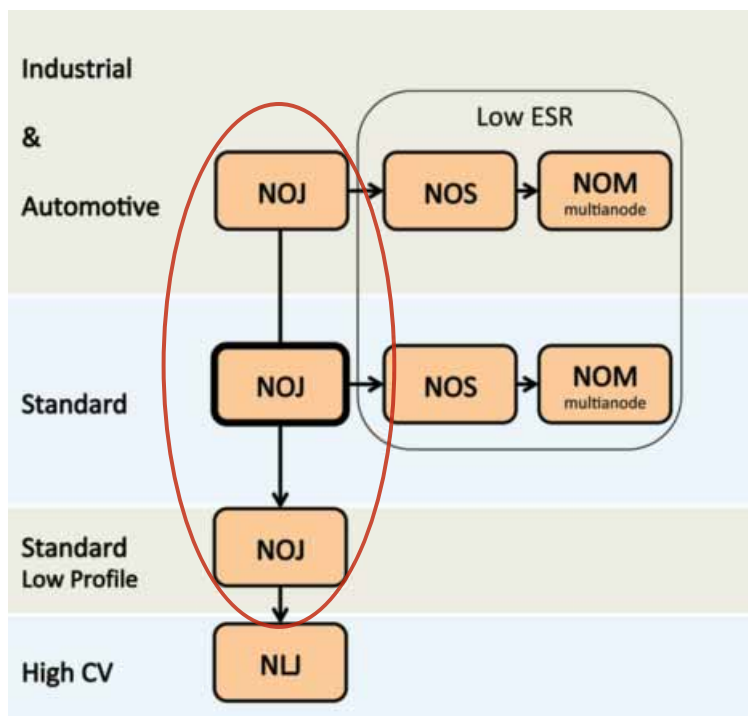 Industrial
&
Automotive
Low ESR
NOJ
NOS
NOM
multianode
Standard
NOJ
NOS
NOM
multianode
Standard
Low Profile
NOJ
High CV
NLJ